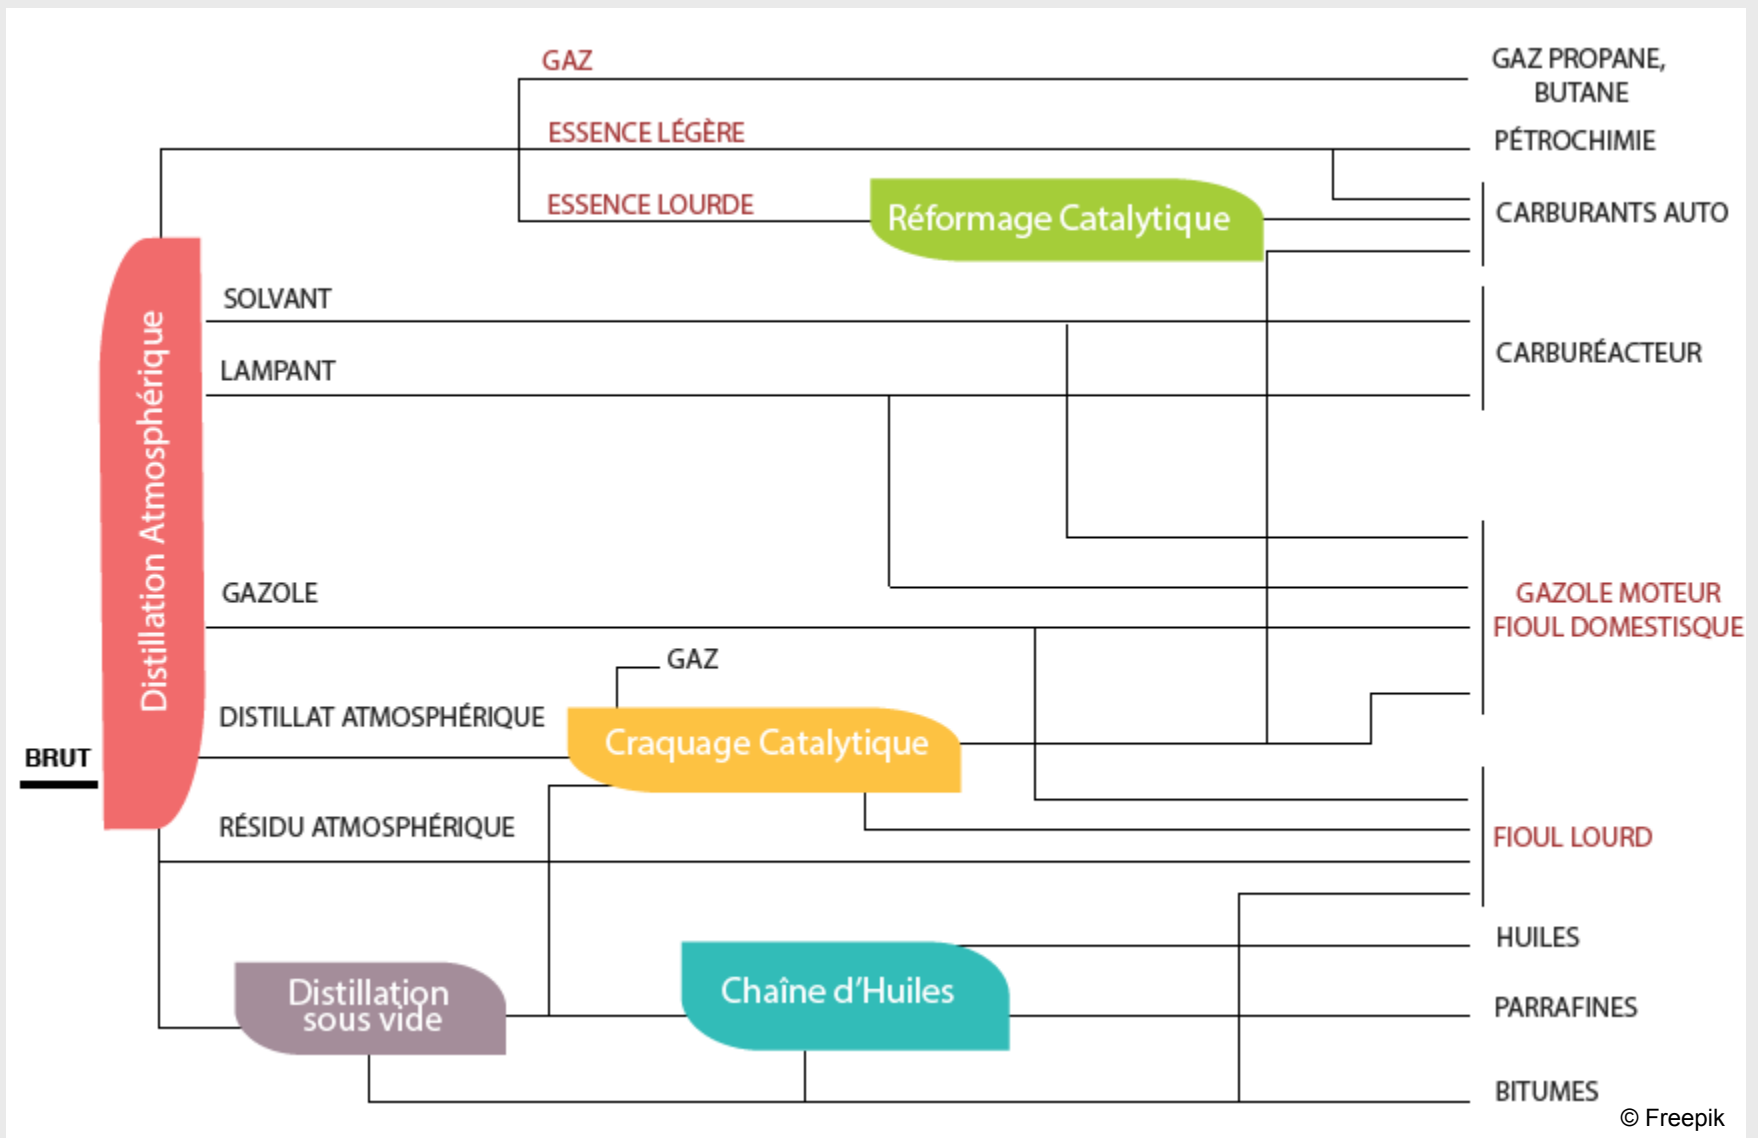 GAZ
GAZ PROPANE,
BUTANE
ESSENCE LÉGÈRE
PÉTROCHIMIE
ESSENCE LOURDE
Réformage Catalytique
CARBURANTS AUTO
SOLVANT
LAMPANT
CARBURÉACTEUR
Distillation Atmosphérique
GAZOLE
GAZOLE MOTEUR
FIOUL DOMESTISQUE
GAZ
DISTILLAT ATMOSPHÉRIQUE
Craquage Catalytique
BRUT
RÉSIDU ATMOSPHÉRIQUE
FIOUL LOURD
HUILES
Distillation
sous vide
Chaîne d'Huiles
PARRAFINES
BITUMES
© Freepik